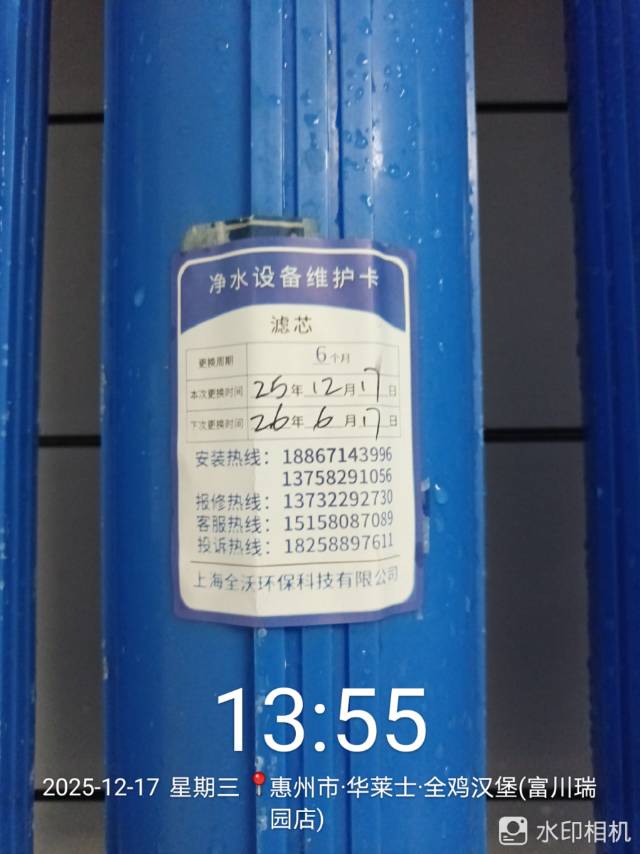 净水设备维护卡
滤芯
更换周期 6个月
本次更换时间 25年12月17日
下次更换时间 26年6月17日
安装热线：18867143996
13758291056
报修热线：13732292730
客服热线：15158087089
投诉热线：18258897611
上海全沃环保科技有限公司
13:55
2025-12-17 星期三 惠州市·华莱士·全鸡汉堡(富川瑞
园店)
水印相机